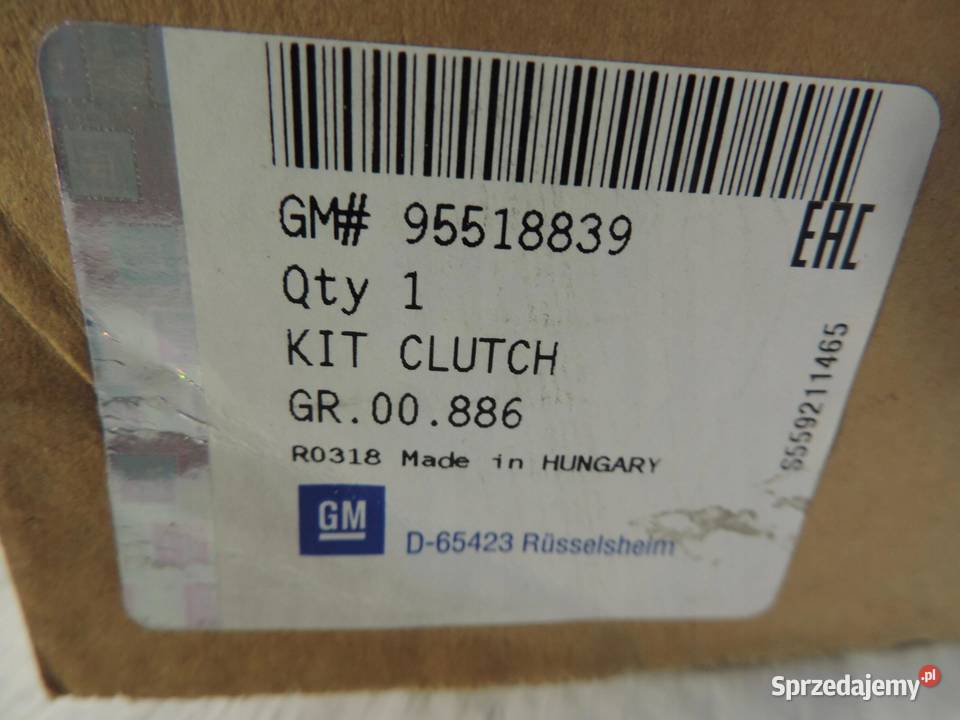 GM# 95518839
EAC
Qty 1
KIT CLUTCH
GR.00.886
R0318 Made in HUNGARY
S559211465
GM
D-65423 Rüsselsheim
Sprzedajemy.pl